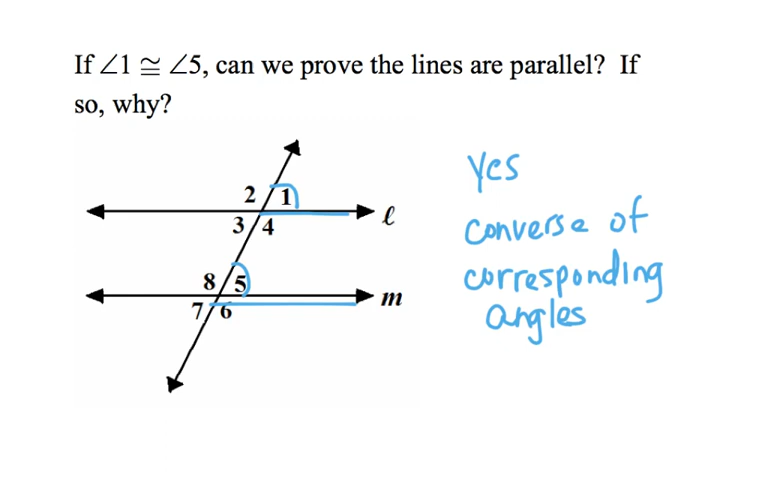 If ∠1 ≅ ∠5, can we prove the lines are parallel? If
so, why?
Yes
converse of
corresponding
angles
2 1
ℓ
3 4
8 5
m
7 6